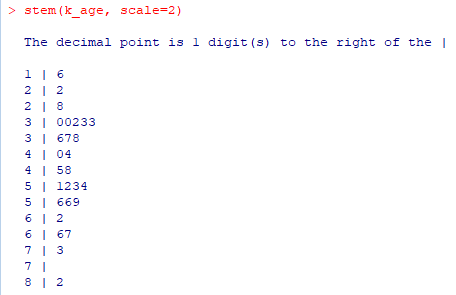 > stem(k_age, scale=2)
The decimal point is 1 digit(s) to the right of the |
1 | 6
2 | 2
2 | 8
3 | 00233
3 | 678
4 | 04
4 | 58
5 | 1234
5 | 669
6 | 2
6 | 67
7 | 3
7 |
8 | 2